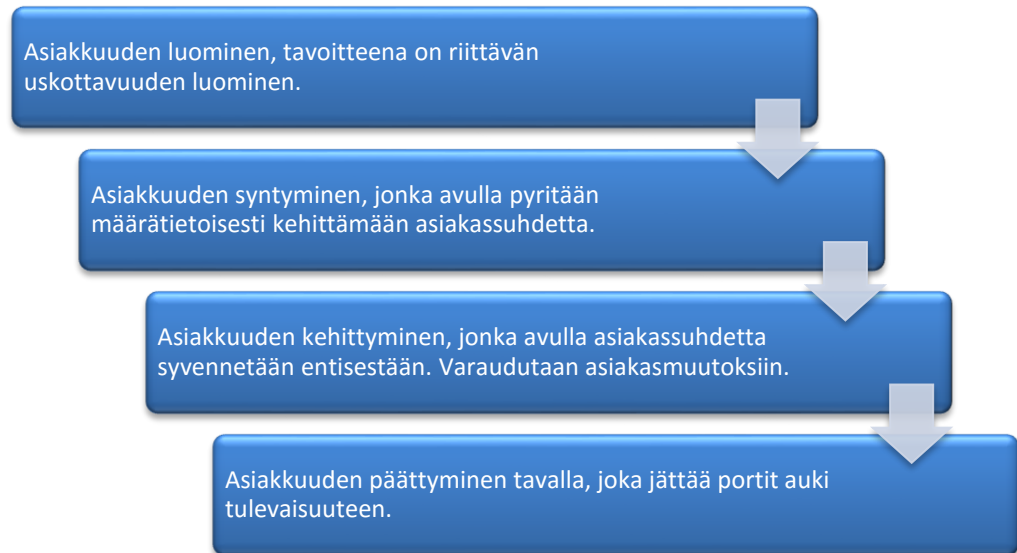 Asiakkuuden luominen, tavoitteena on riittävän
uskottavuuden luominen.
Asiakkuuden syntyminen, jonka avulla pyritään
määrätietoisesti kehittämään asiakassuhdetta.
Asiakkuuden kehittyminen, jonka avulla asiakassuhdetta
syvennetään entisestään. Varaudutaan asiakasmuutoksiin.
Asiakkuuden päättyminen tavalla, joka jättää portit auki
tulevaisuuteen.